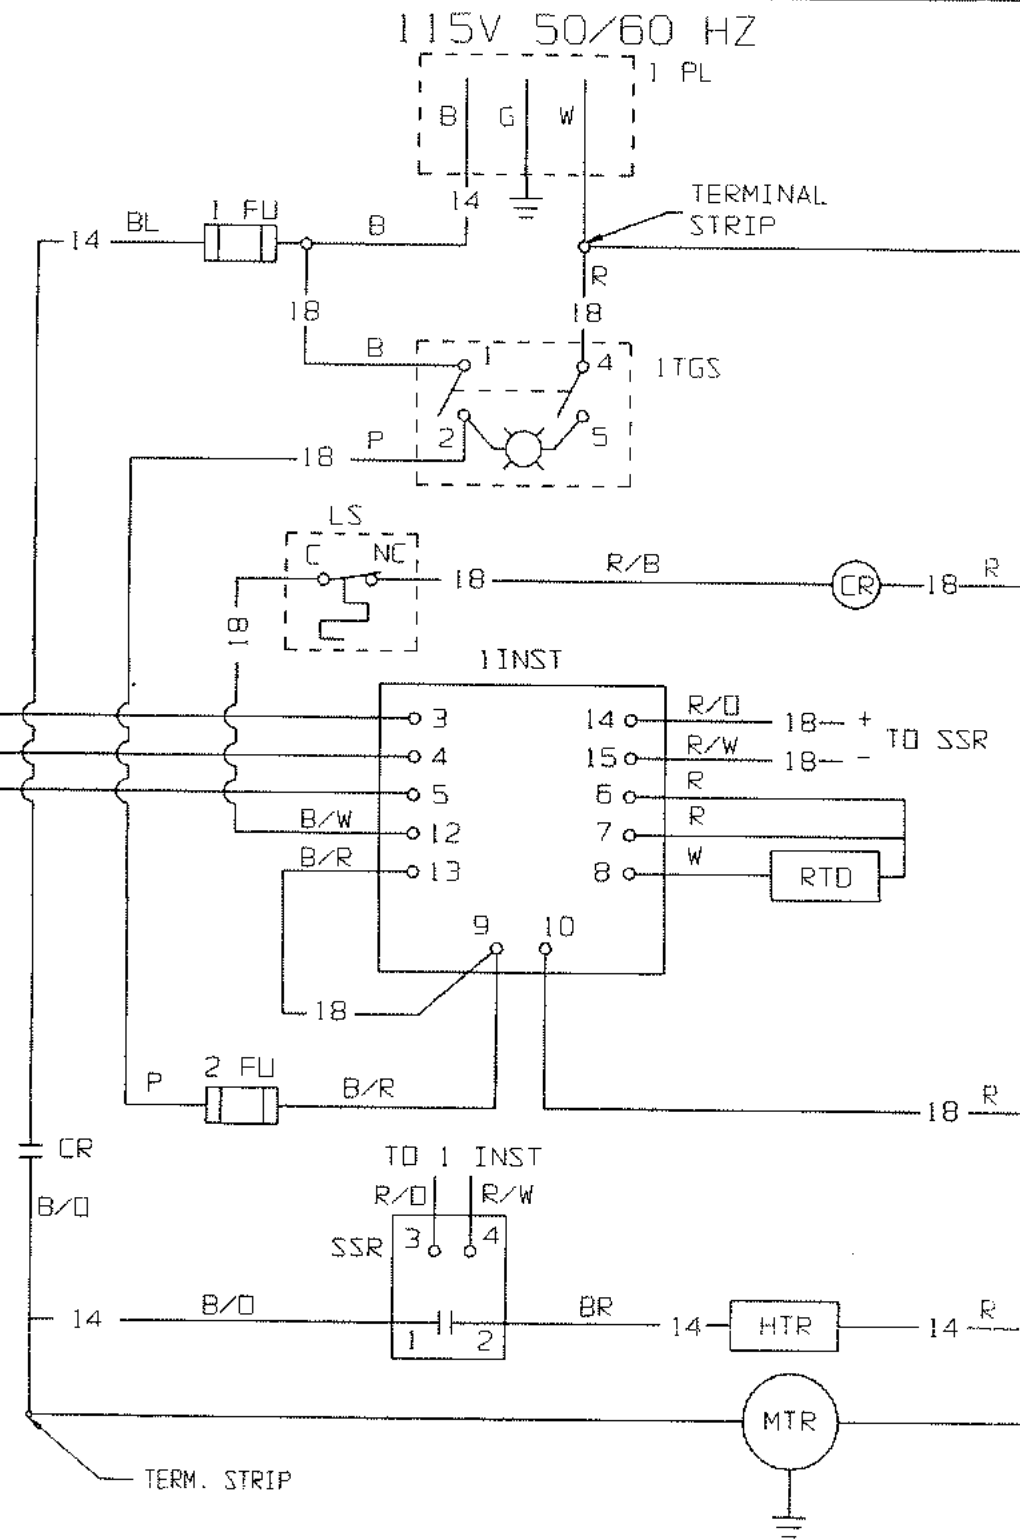 115V 50/60 HZ
1 PL
B G W
14
TERMINAL
STRIP
14 BL 1 FU B
R
18
18
B
1 4
1TGS
2 5
18 P
LS
C NC
18 R/B CR 18 R
18
1INST
3 14 R/O 18 +
4 15 R/W 18 -
TO SSR
5 6 R
B/W 12 7 R
B/R 13 8 W RTD
9 10
18
P 2 FU B/R
18 R
CR
TO 1 INST
R/O R/W
B/O
SSR 3 4
14 B/O 1 2 BR 14 HTR 14 R
MTR
TERM. STRIP